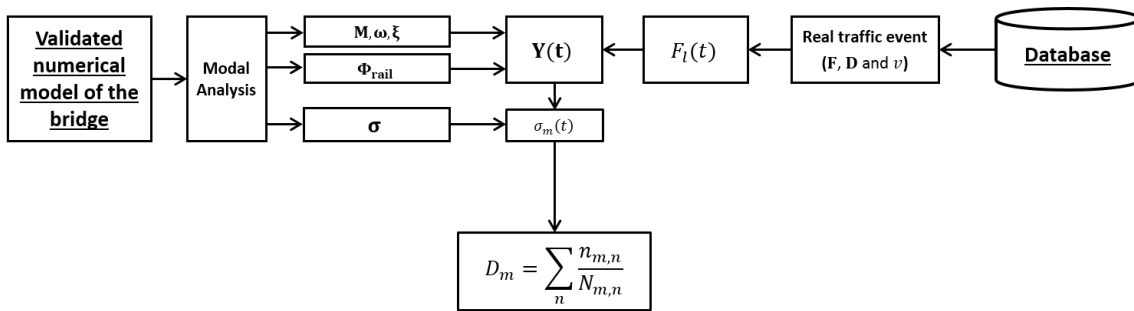 Validated
numerical
model of the
bridge
Modal
Analysis
M, ω, ξ
Φrail
σ
Y(t)
σm(t)
Fl(t)
Real traffic event
(F, D and v)
Database
Dm = ∑n nm,n / Nm,n